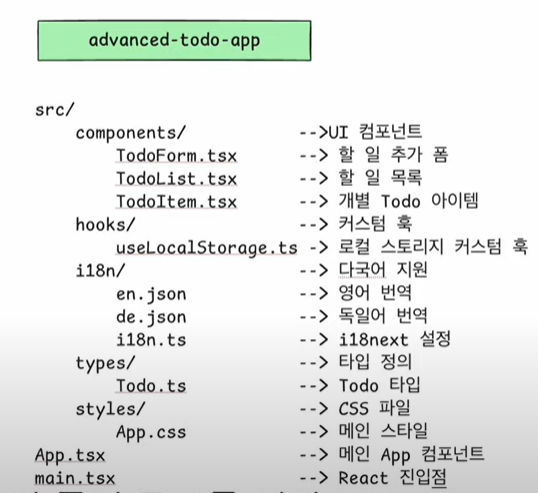 advanced-todo-app
src/
components/ -->UI 컴포넌트
TodoForm.tsx --> 할 일 추가 폼
TodoList.tsx --> 할 일 목록
TodoItem.tsx --> 개별 Todo 아이템
hooks/ --> 커스텀 훅
useLocalStorage.ts -> 로컬 스토리지 커스텀 훅
i18n/ --> 다국어 지원
en.json --> 영어 번역
de.json --> 독일어 번역
i18n.ts --> i18next 설정
types/ --> 타입 정의
Todo.ts --> Todo 타입
styles/ --> CSS 파일
App.css --> 메인 스타일
App.tsx --> 메인 App 컴포넌트
main.tsx --> React 진입점